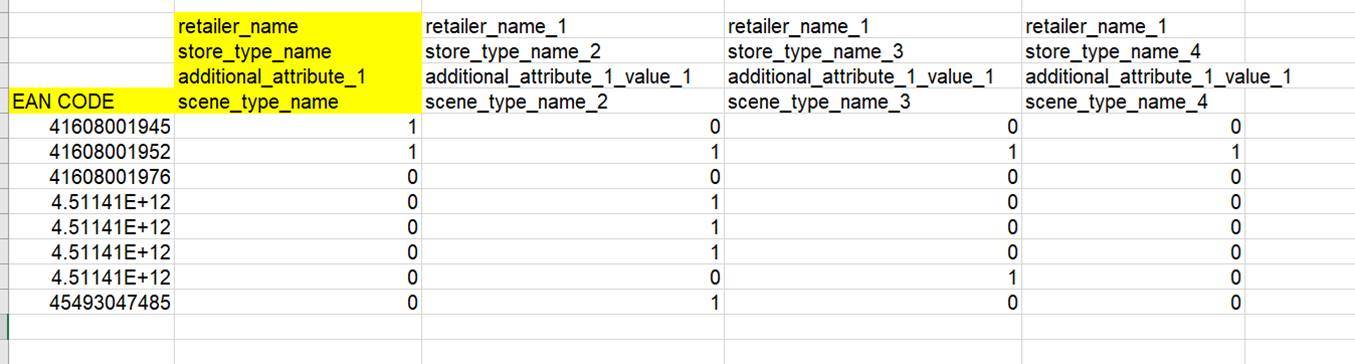 retailer_name retailer_name_1 retailer_name_1 retailer_name_1
store_type_name store_type_name_2 store_type_name_3 store_type_name_4
additional_attribute_1 additional_attribute_1_value_1 additional_attribute_1_value_1 additional_attribute_1_value_1
EAN CODE scene_type_name scene_type_name_2 scene_type_name_3 scene_type_name_4
41608001945 1 0 0 0
41608001952 1 1 1 1
41608001976 0 0 0 0
4.51141E+12 0 1 0 0
4.51141E+12 0 1 0 0
4.51141E+12 0 1 0 0
4.51141E+12 0 0 1 0
45493047485 0 1 0 0